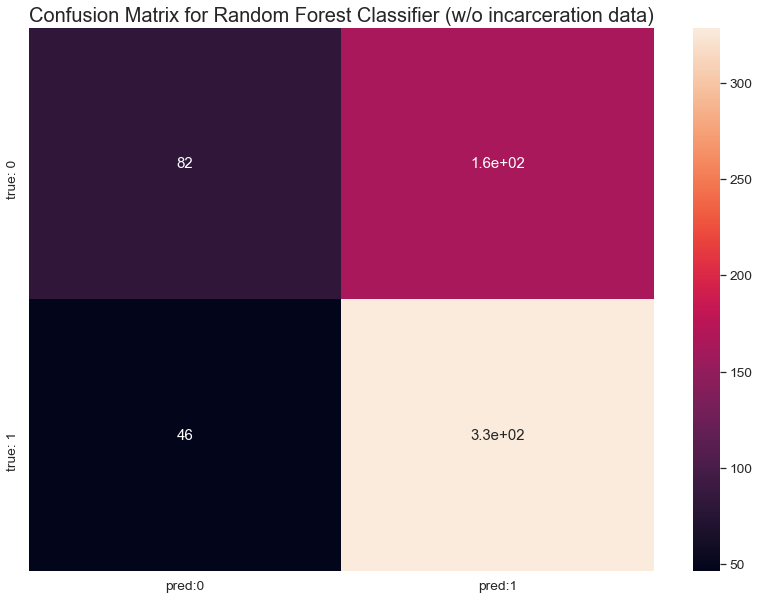 Confusion Matrix for Random Forest Classifier (w/o incarceration data)
true: 0
82
1.6e+02
true: 1
46
3.3e+02
pred:0
pred:1
300
250
200
150
100
50